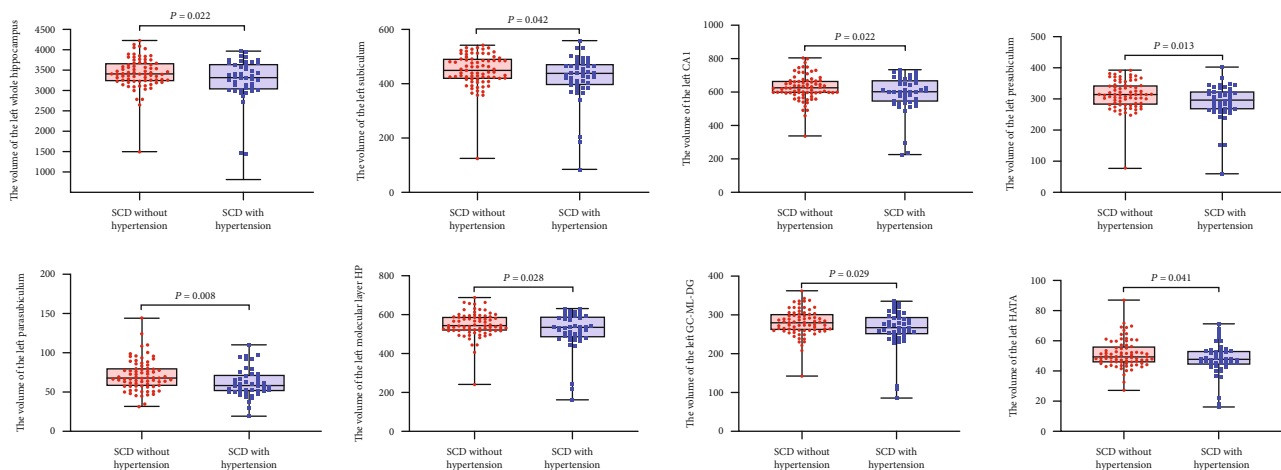 The volume of the left whole hippocampus
4500
4000
3500
3000
2500
2000
1500
1000
P = 0.022
SCD without
hypertension
SCD with
hypertension
The volume of the left subiculum
600
400
200
0
P = 0.042
SCD without
hypertension
SCD with
hypertension
The volume of the left CA1
1000
800
600
400
200
0
P = 0.022
SCD without
hypertension
SCD with
hypertension
The volume of the left presubiculum
500
400
300
200
100
0
P = 0.013
SCD without
hypertension
SCD with
hypertension
The volume of the left parasubiculum
200
150
100
50
0
P = 0.008
SCD without
hypertension
SCD with
hypertension
The volume of the left molecular layer HP
800
600
400
200
0
P = 0.028
SCD without
hypertension
SCD with
hypertension
The volume of the left GC-ML-DG
400
300
200
100
0
P = 0.029
SCD without
hypertension
SCD with
hypertension
The volume of the left HATA
100
80
60
40
20
0
P = 0.041
SCD without
hypertension
SCD with
hypertension